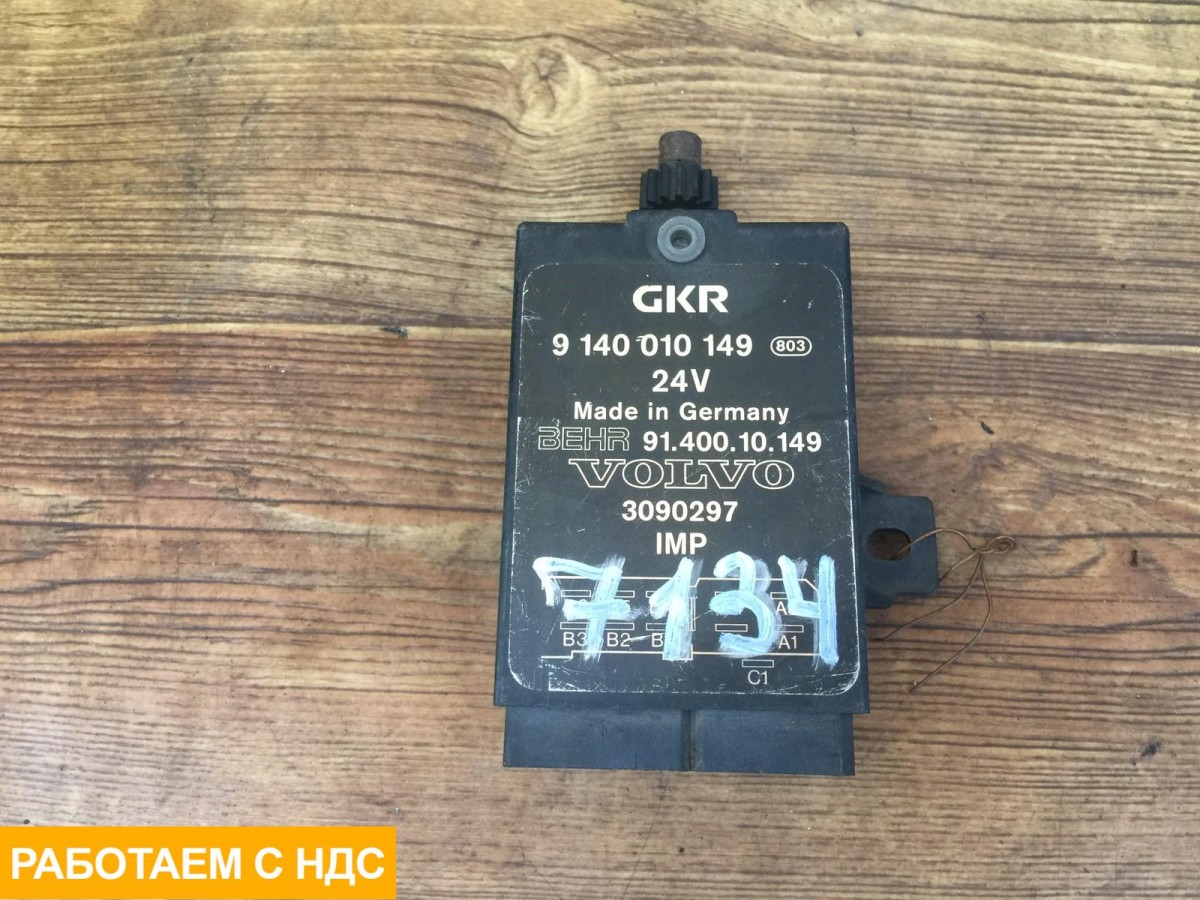 GKR
9 140 010 149 803
24V
Made in Germany
BEHR 91.400.10.149
VOLVO
3090297
IMP
7134
B3 B2 A1
C1
РАБОТАЕМ С НДС